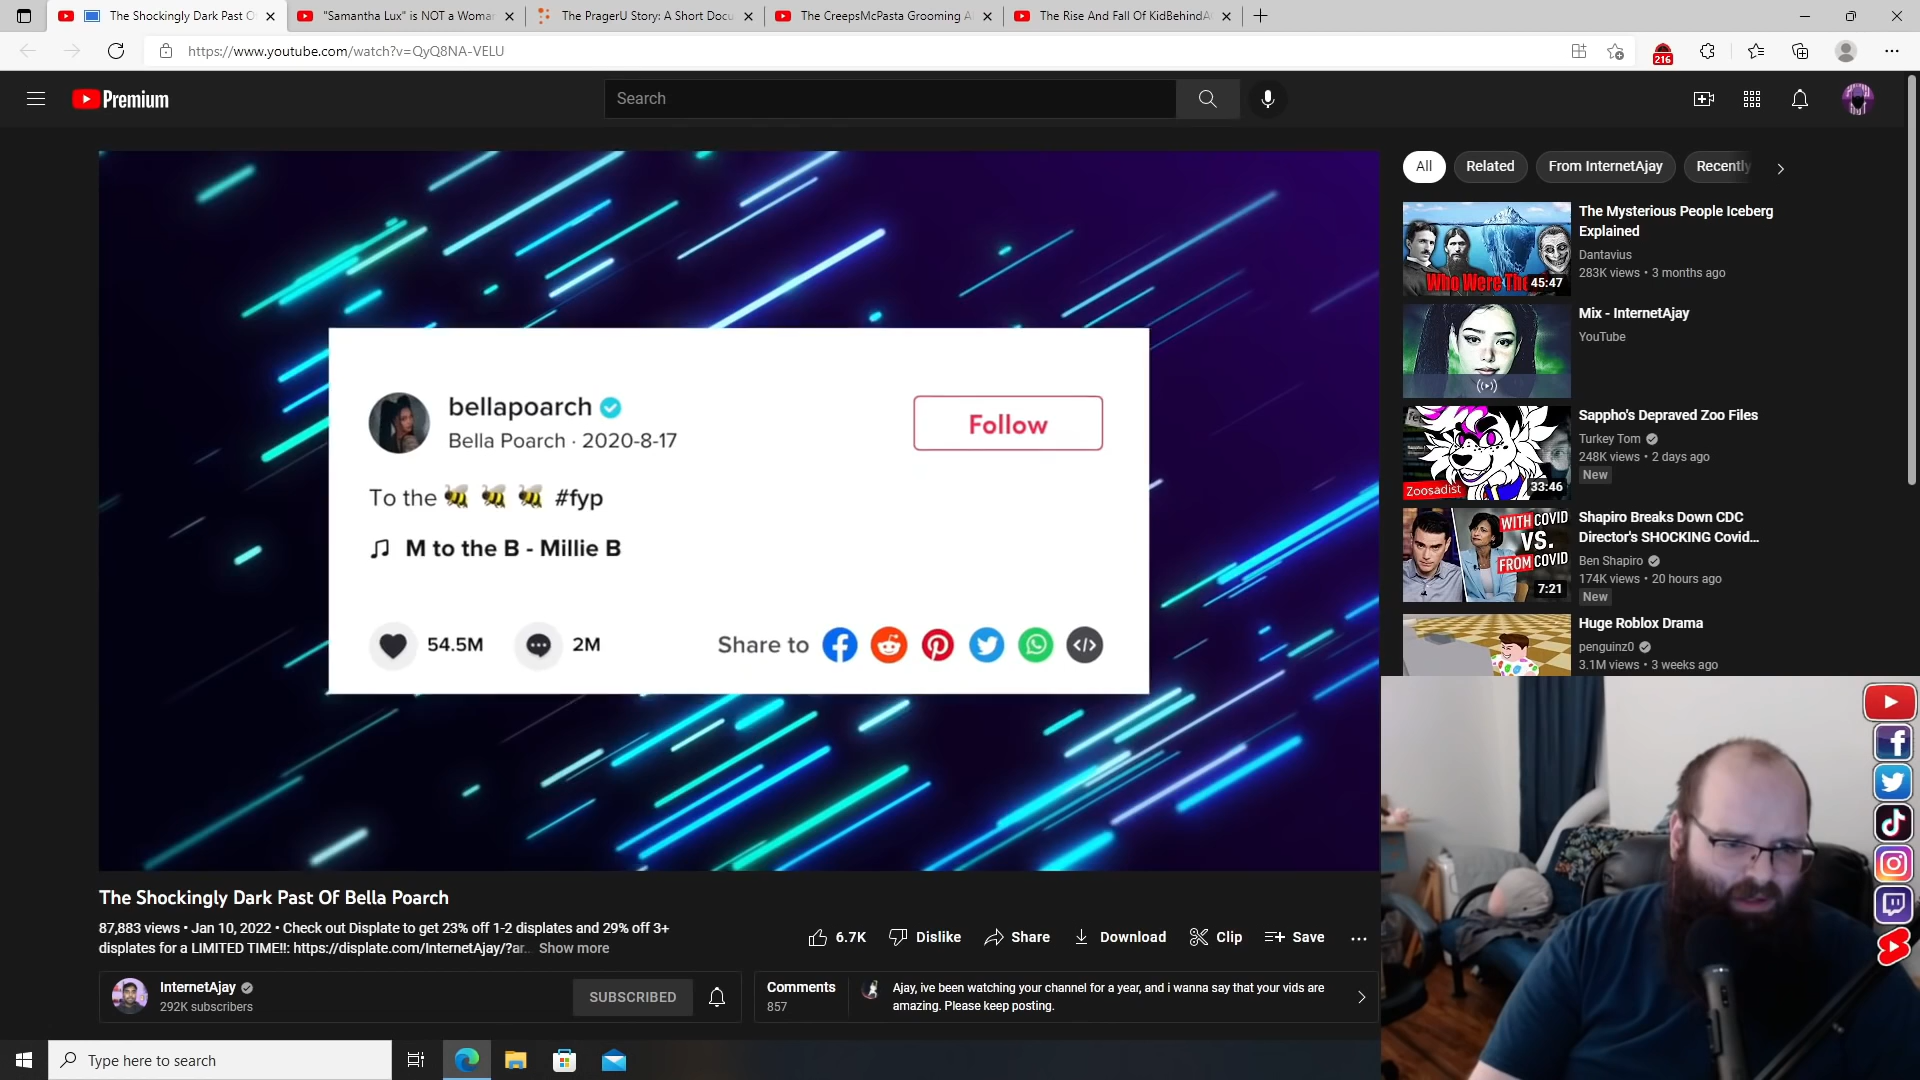 The Shockingly Dark Past O
"Samantha Lux" is NOT a Woma
The PragerU Story: A Short Docu
The CreepsMcPasta Grooming A
The Rise And Fall Of KidBehindA
https://www.youtube.com/watch?v=QyQ8NA-VELU
216
Premium
Search
All
Related
From InternetAjay
Recently
bellapoarch
Bella Poarch · 2020-8-17
Follow
To the 🐝 🐝 🐝 #fyp
M to the B - Millie B
54.5M
2M
Share to
Who Were The
45:47
The Mysterious People Iceberg
Explained
Dantavius
283K views • 3 months ago
Mix - InternetAjay
YouTube
Zoosadist
33:46
Sappho's Depraved Zoo Files
Turkey Tom
248K views • 2 days ago
New
WITH COVID
VS.
FROM COVID
7:21
Shapiro Breaks Down CDC
Director's SHOCKING Covid...
Ben Shapiro
174K views • 20 hours ago
New
Huge Roblox Drama
penguinz0
3.1M views • 3 weeks ago
The Shockingly Dark Past Of Bella Poarch
87,883 views • Jan 10, 2022 • Check out Displate to get 23% off 1-2 displates and 29% off 3+
displates for a LIMITED TIME!!: https://displate.com/InternetAjay/?ar... Show more
6.7K
Dislike
Share
Download
Clip
Save
InternetAjay
292K subscribers
SUBSCRIBED
Comments
857
Ajay, ive been watching your channel for a year, and i wanna say that your vids are
amazing. Please keep posting.
Type here to search